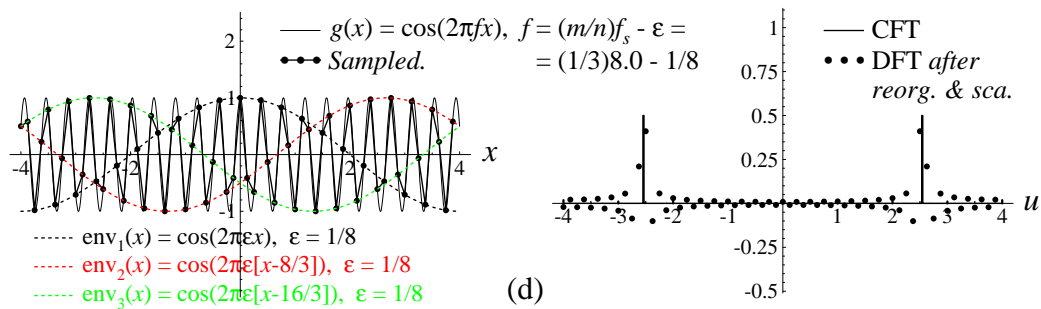 g(x) = cos(2πfx), f = (m/n)f_s - ε =
Sampled. = (1/3)8.0 - 1/8
2
1
-1
-4 -2 2 4 x
env_1(x) = cos(2πεx), ε = 1/8
env_2(x) = cos(2πε[x-8/3]), ε = 1/8
env_3(x) = cos(2πε[x-16/3]), ε = 1/8
(d)
CFT
DFT after
reorg. & sca.
1
0.75
0.5
0.25
-0.25
-0.5
-4 -3 -2 -1 1 2 3 4 u